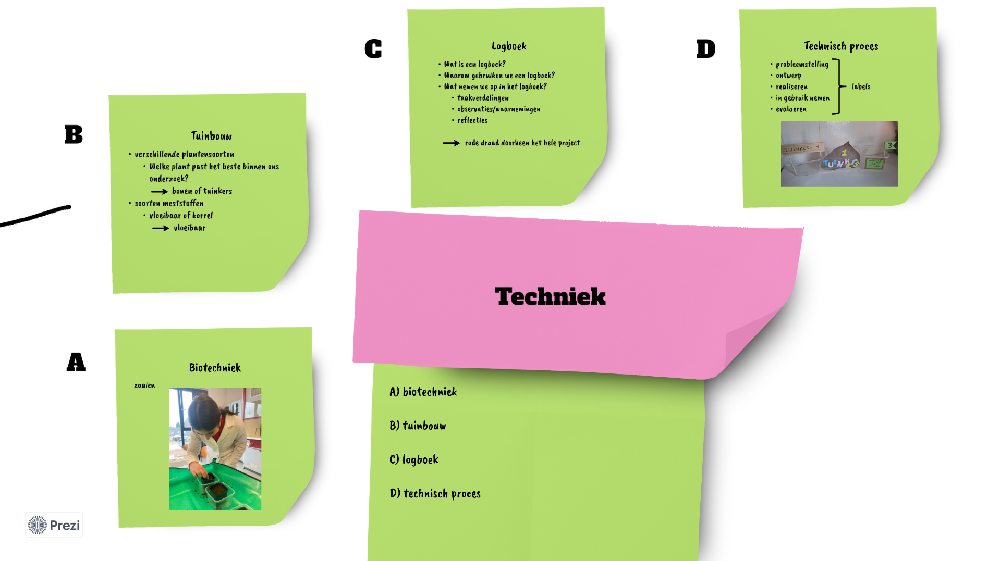 C
Logboek
• Wat is een logboek?
• Waarom gebruiken we een logboek?
• Wat nemen we op in het logboek?
• taakverdelingen
• observaties/waarnemingen
• reflecties
→ rode draad doorheen het hele project
D
Technisch proces
• probleemstelling
• ontwerp
• realiseren
• in gebruik nemen
• evalueren
labels
TUINKERS 1
1
TUINKERS
3
B
Tuinbouw
• verschillende plantensoorten
• Welke plant past het beste binnen ons
onderzoek?
→ bonen of tuinkers
• soorten meststoffen
• vloeibaar of korrel
→ vloeibaar
Techniek
A
Biotechniek
zaaien
A) biotechniek
B) tuinbouw
C) logboek
D) technisch proces
Prezi